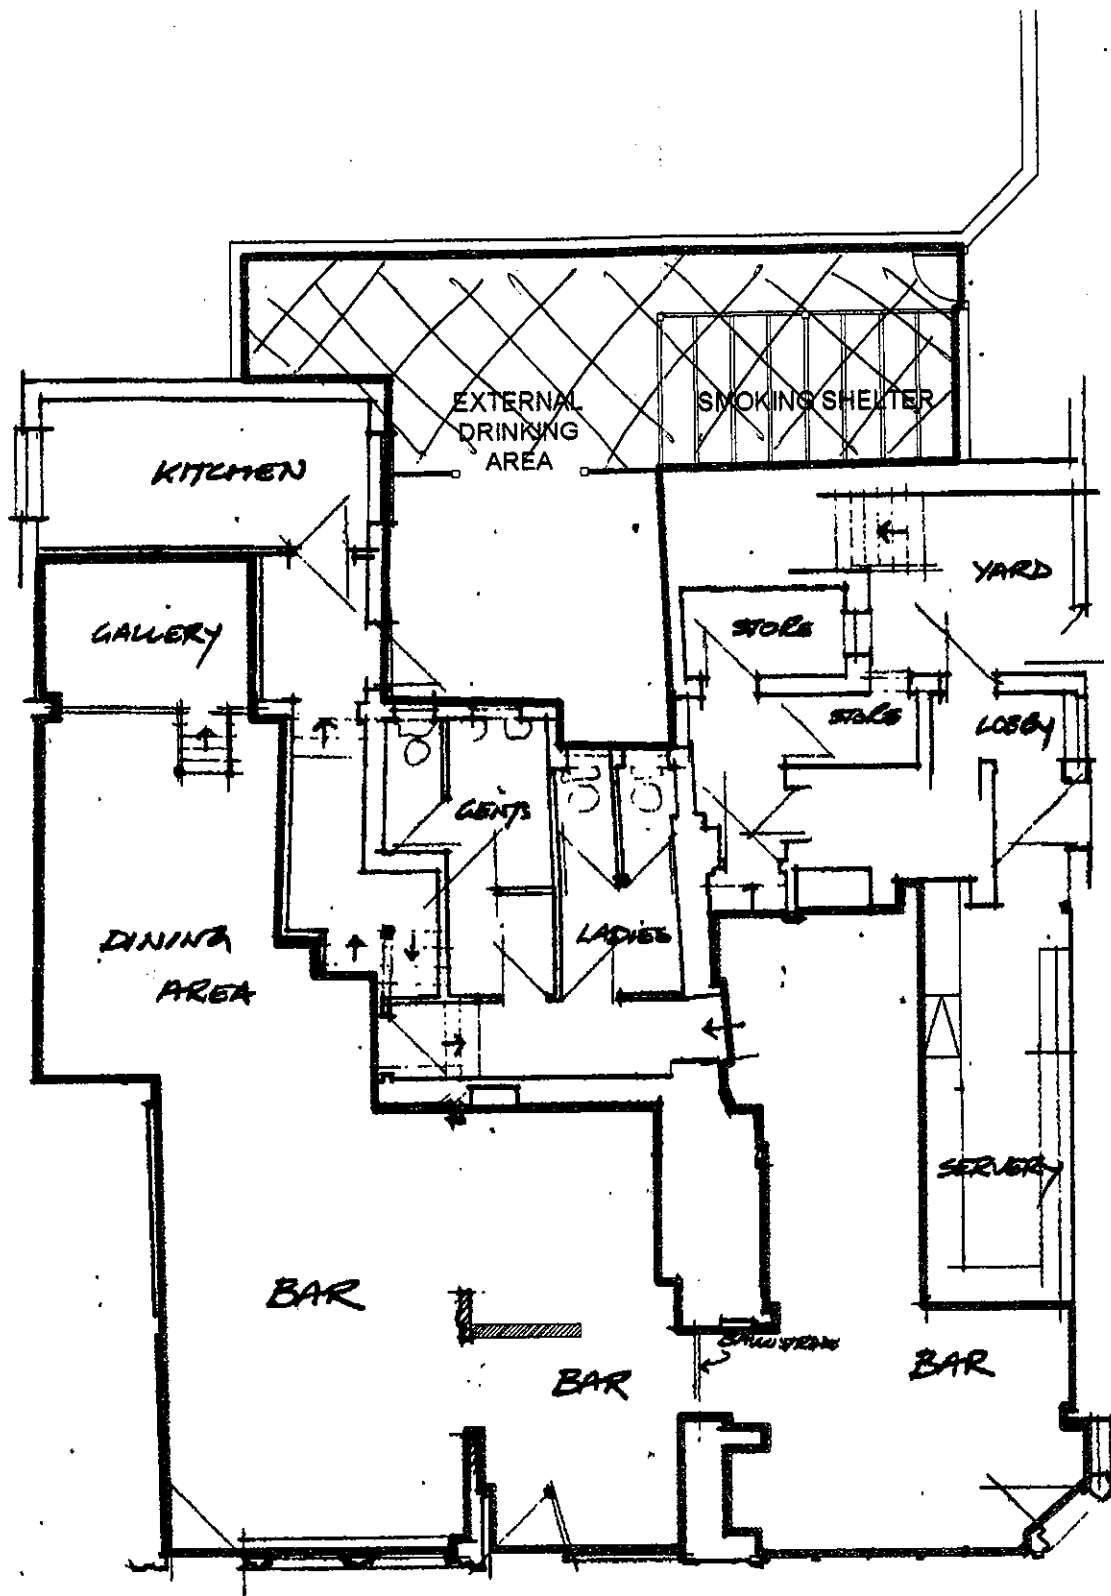 EXTERNAL
DRINKING
AREA
SMOKING SHELTER
KITCHEN
YARD
GALLERY
STORE
STORE
LOBBY
GENTS
LADIES
DINING
AREA
SERVERY
BAR
BAR
BAR